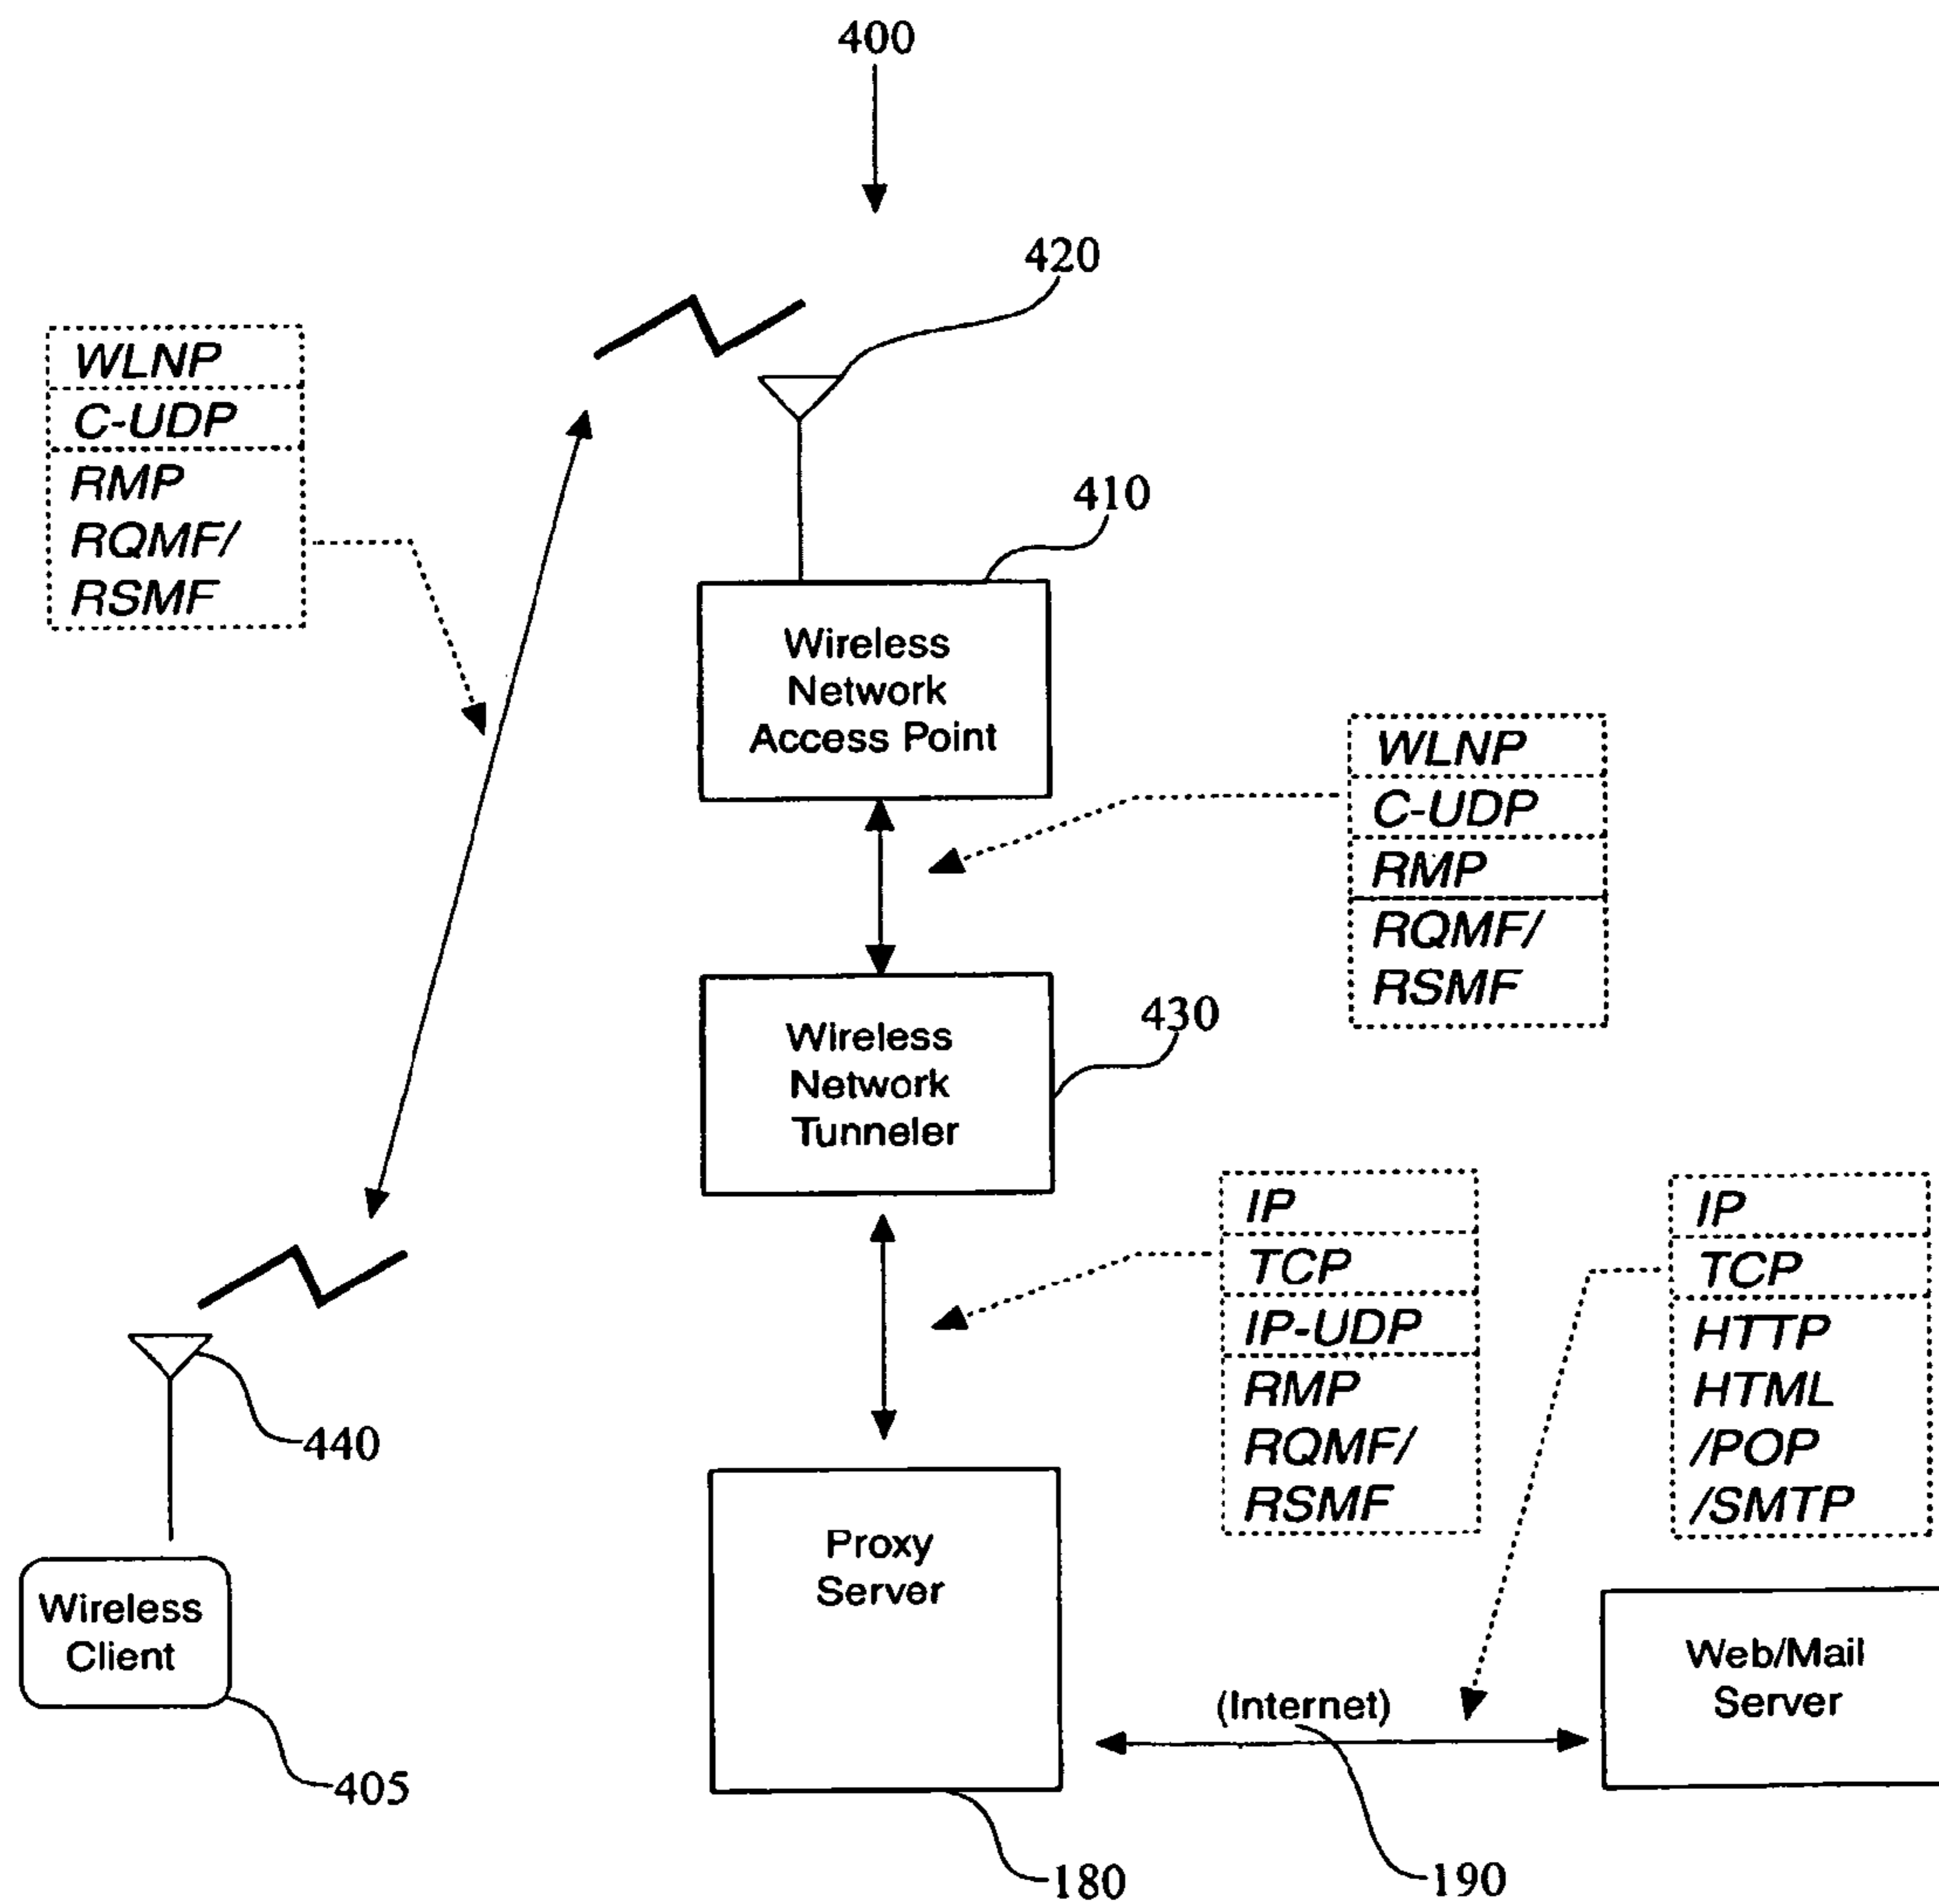 400
420
WLNP
C-UDP
RMP
RQMF/
RSMF
410
Wireless
Network
Access Point
WLNP
C-UDP
RMP
RQMF/
RSMF
430
Wireless
Network
Tunneler
IP
TCP
IP-UDP
RMP
RQMF/
RSMF
IP
TCP
HTTP
HTML
/POP
/SMTP
440
Wireless
Client
405
Proxy
Server
180
(Internet)
190
Web/Mail
Server